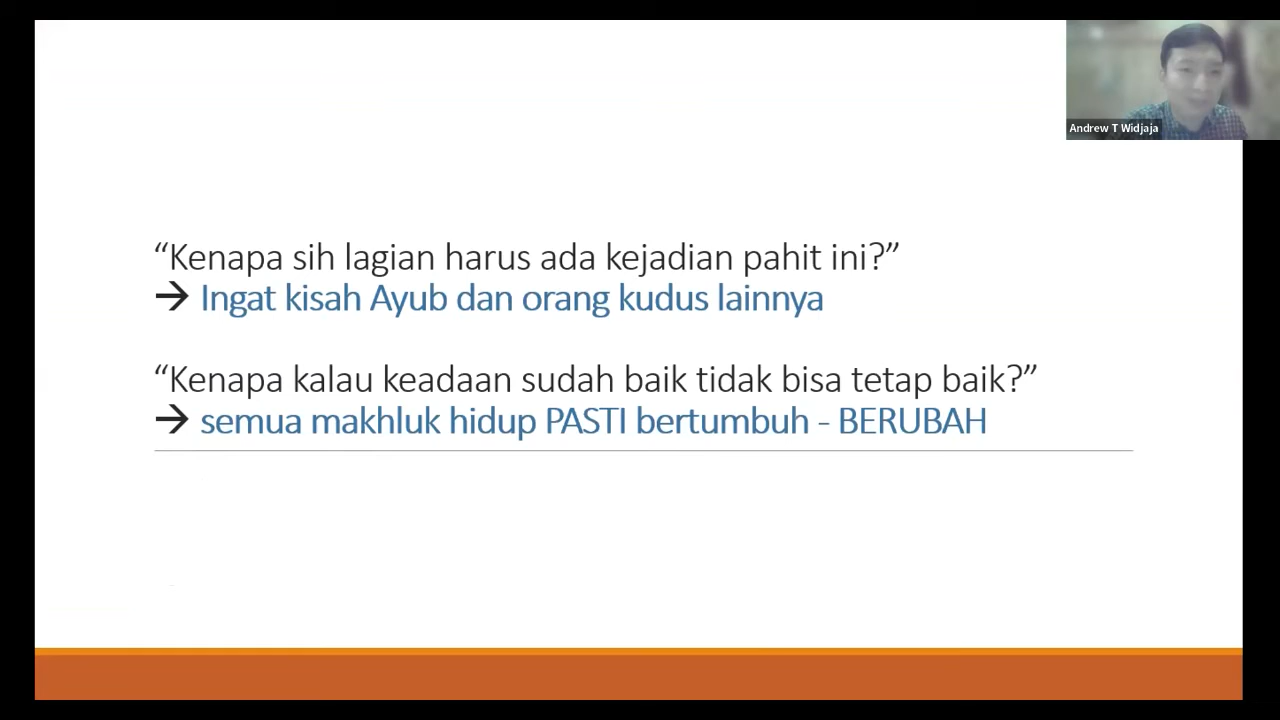 Andrew T Widjaja
“Kenapa sih lagian harus ada kejadian pahit ini?”
→ Ingat kisah Ayub dan orang kudus lainnya
“Kenapa kalau keadaan sudah baik tidak bisa tetap baik?”
→ semua makhluk hidup PASTI bertumbuh - BERUBAH